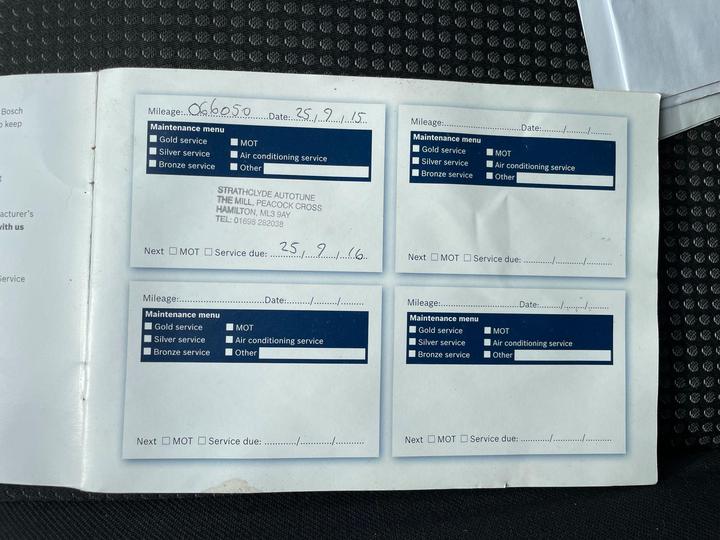 Bosch
o keep
acturer's
with us
Service
Mileage: 066050 Date: 25/9/15
Maintenance menu
Gold service MOT
Silver service Air conditioning service
Bronze service Other
STRATHCLYDE AUTOTUNE
THE MILL, PEACOCK CROSS
HAMILTON, ML3 9AY
TEL: 01698 282038
Next MOT Service due: 25/9/16
Mileage: Date: / /
Maintenance menu
Gold service MOT
Silver service Air conditioning service
Bronze service Other
Next MOT Service due: / /
Mileage: Date: / /
Maintenance menu
Gold service MOT
Silver service Air conditioning service
Bronze service Other
Next MOT Service due: / /
Mileage: Date: / /
Maintenance menu
Gold service MOT
Silver service Air conditioning service
Bronze service Other
Next MOT Service due: / /